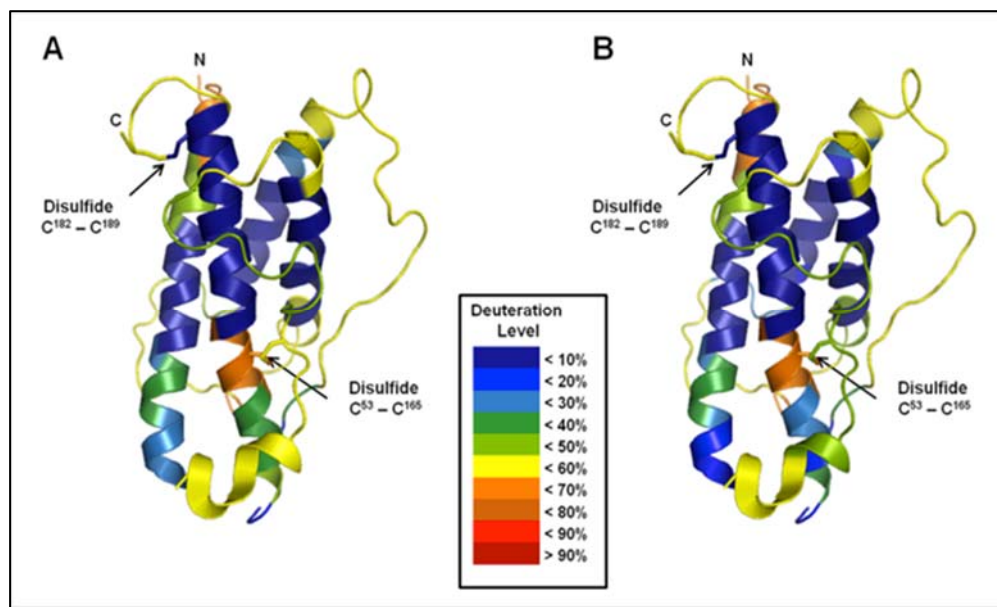 A
N
C
Disulfide
C¹⁸² – C¹⁸⁹
Disulfide
C⁵³ – C¹⁶⁵
B
N
C
Disulfide
C¹⁸² – C¹⁸⁹
Disulfide
C⁵³ – C¹⁶⁵
Deuteration
Level
< 10%
< 20%
< 30%
< 40%
< 50%
< 60%
< 70%
< 80%
< 90%
> 90%